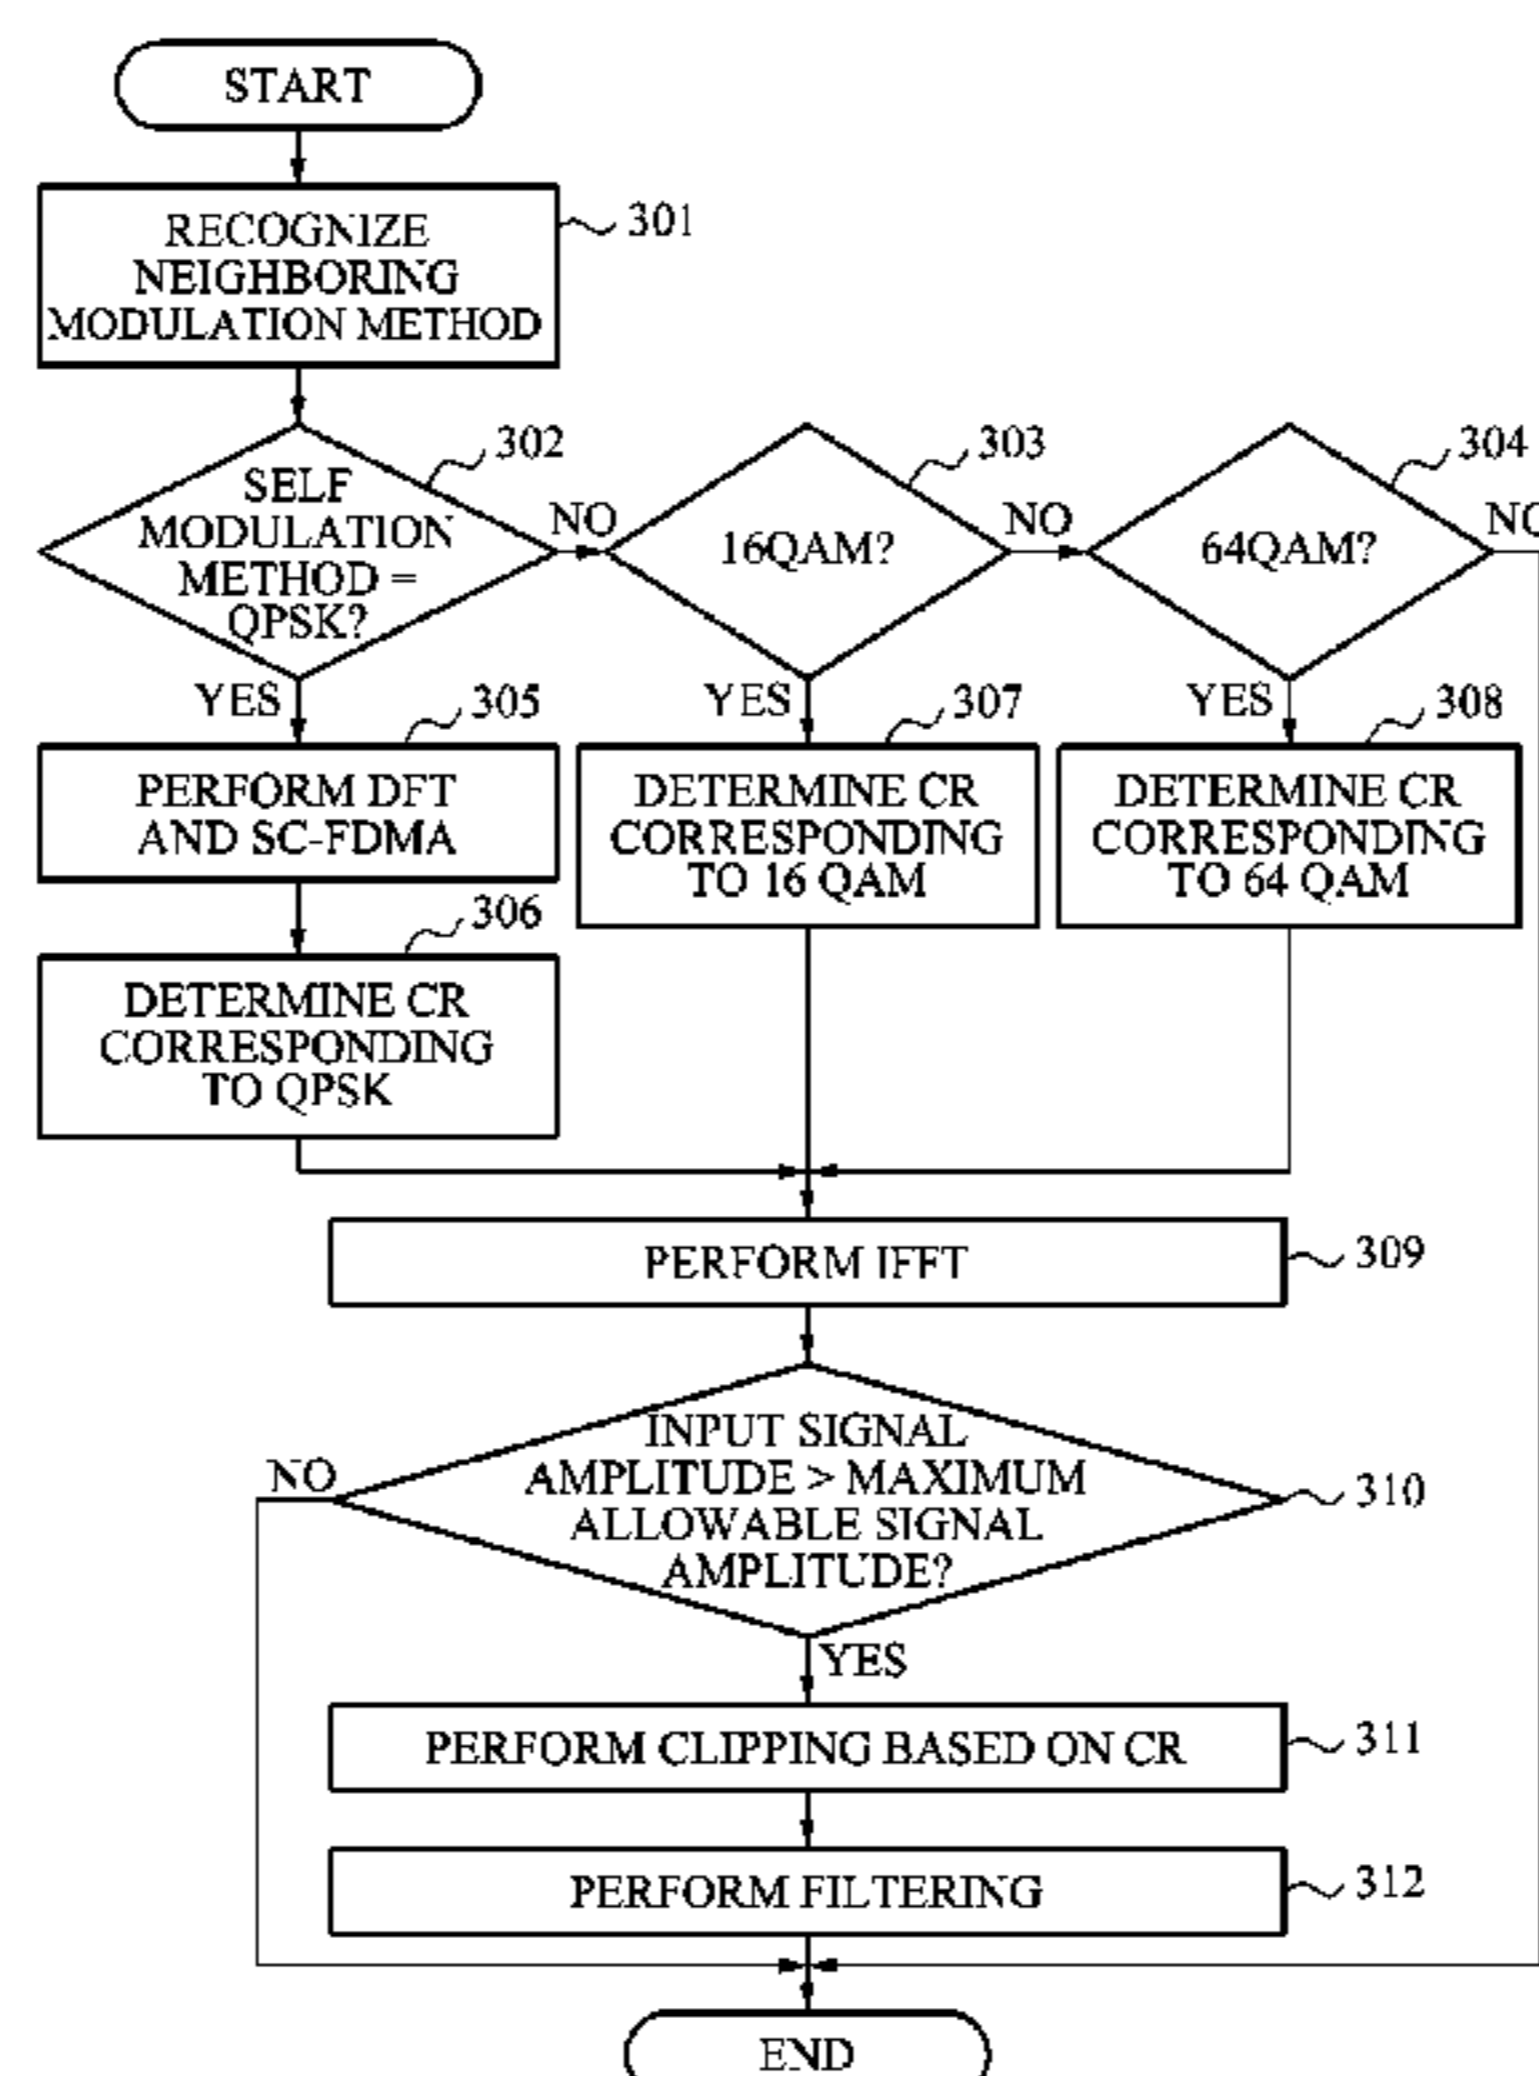 START
RECOGNIZE
NEIGHBORING
MODULATION METHOD
301
SELF
MODULATION
METHOD =
QPSK?
302
NO
16QAM?
303
NO
64QAM?
304
NO
YES
305
YES
307
YES
308
PERFORM DFT
AND SC-FDMA
DETERMINE CR
CORRESPONDING
TO 16 QAM
DETERMINE CR
CORRESPONDING
TO 64 QAM
306
DETERMINE CR
CORRESPONDING
TO QPSK
PERFORM IFFT
309
NO
INPUT SIGNAL
AMPLITUDE > MAXIMUM
ALLOWABLE SIGNAL
AMPLITUDE?
310
YES
PERFORM CLIPPING BASED ON CR
311
PERFORM FILTERING
312
END